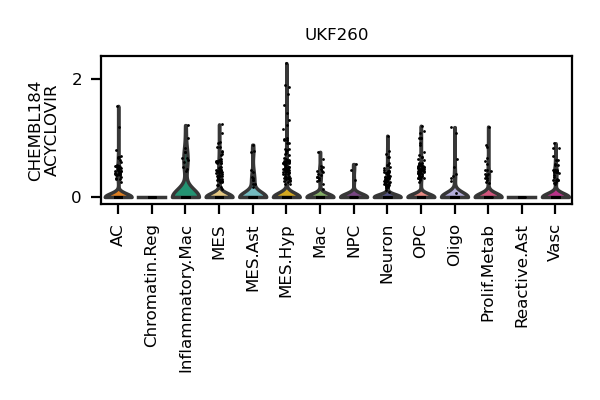 UKF260
CHEMBL184
ACYCLOVIR
2
0
AC
Chromatin.Reg
Inflammatory.Mac
MES
MES.Ast
MES.Hyp
Mac
NPC
Neuron
OPC
Oligo
Prolif.Metab
Reactive.Ast
Vasc